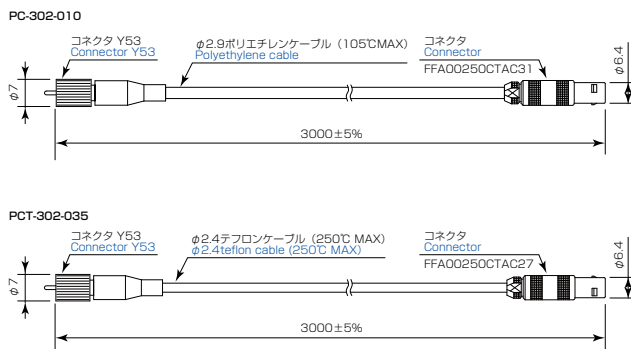 PC-302-010
コネクタ Y53
Connector Y53
φ2.9ポリエチレンケーブル（105℃MAX）
Polyethylene cable
コネクタ
Connector
FFA00250CTAC31
φ7
φ6.4
3000±5%
PCT-302-035
コネクタ Y53
Connector Y53
φ2.4テフロンケーブル（250℃ MAX）
φ2.4teflon cable (250℃ MAX)
コネクタ
Connector
FFA00250CTAC27
φ7
φ6.4
3000±5%